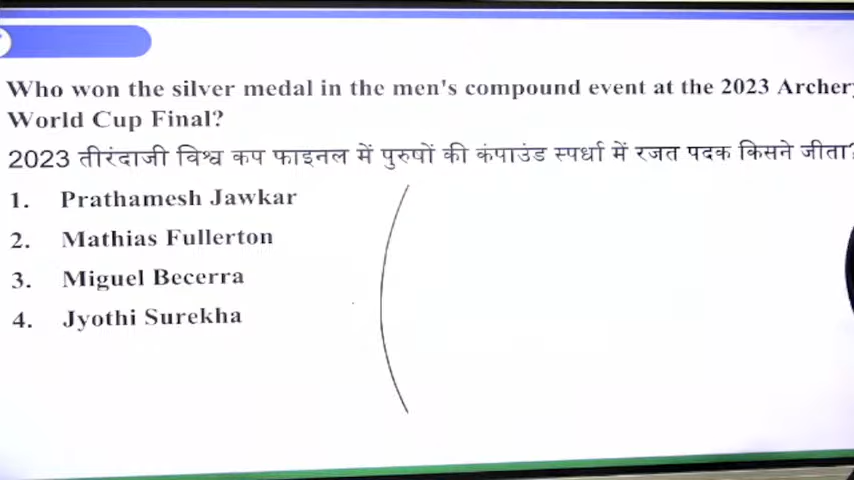 Who won the silver medal in the men's compound event at the 2023 Archery
World Cup Final?
2023 तीरंदाजी विश्व कप फाइनल में पुरुषों की कंपाउंड स्पर्धा में रजत पदक किसने जीता?
1. Prathamesh Jawkar
2. Mathias Fullerton
3. Miguel Becerra
4. Jyothi Surekha